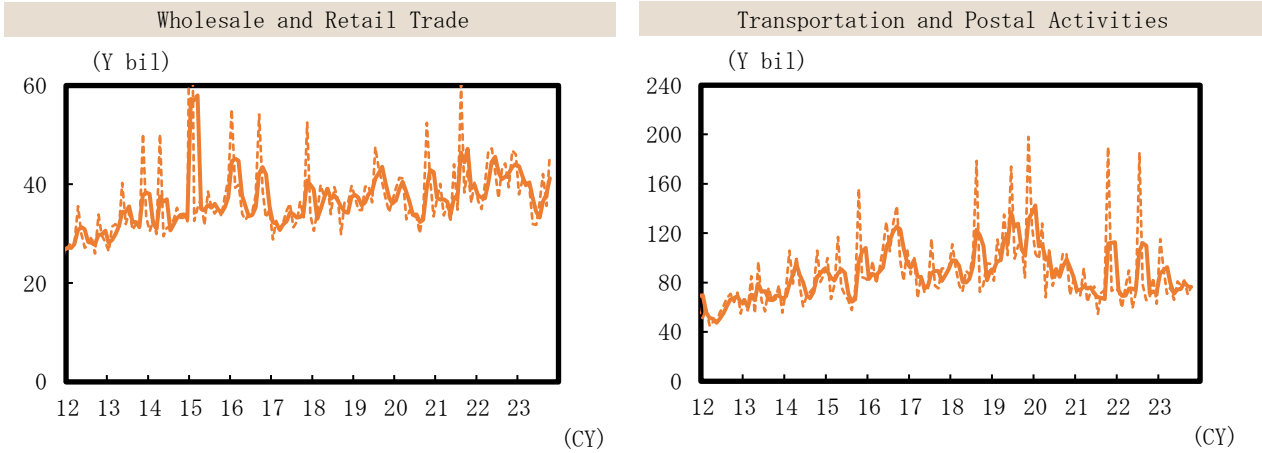 Wholesale and Retail Trade
(Y bil)
60
40
20
0
12 13 14 15 16 17 18 19 20 21 22 23
(CY)
Transportation and Postal Activities
(Y bil)
240
200
160
120
80
40
0
12 13 14 15 16 17 18 19 20 21 22 23
(CY)